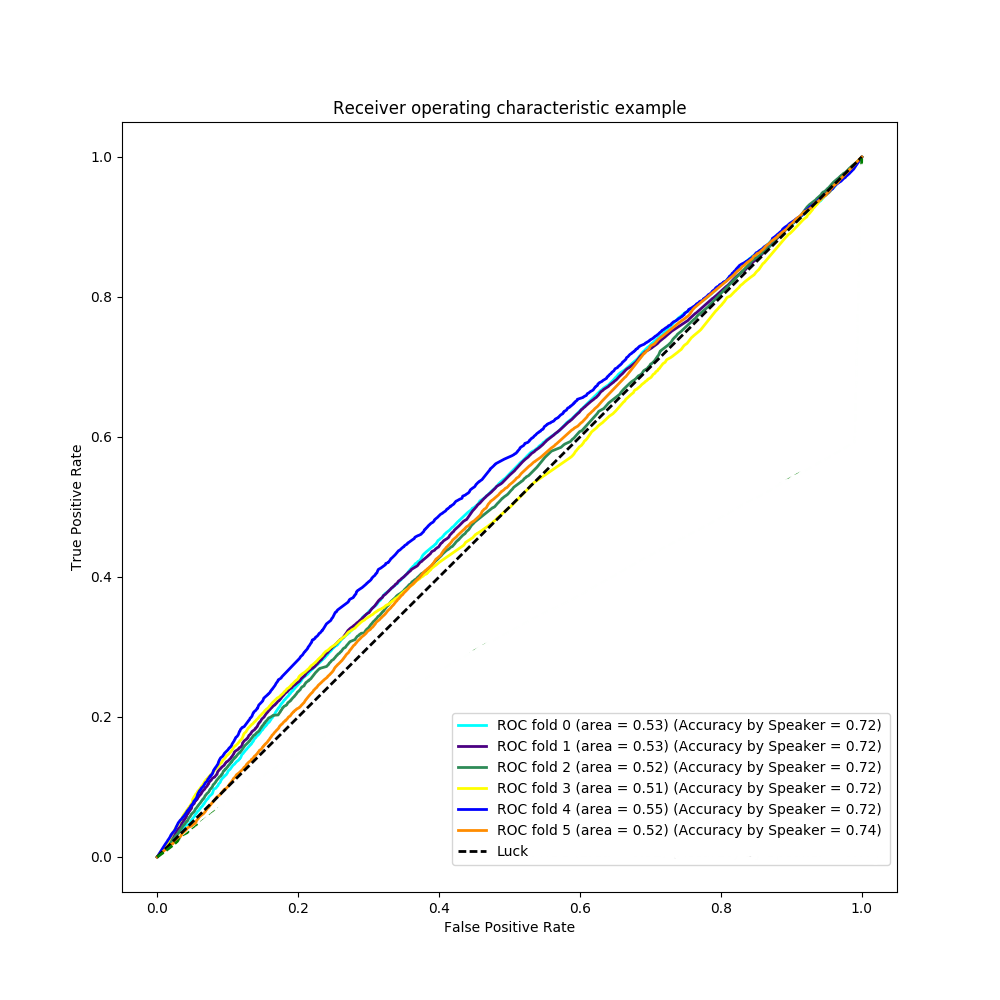 Receiver operating characteristic example
True Positive Rate
1.0
0.8
0.6
0.4
0.2
0.0
ROC fold 0 (area = 0.53) (Accuracy by Speaker = 0.72)
ROC fold 1 (area = 0.53) (Accuracy by Speaker = 0.72)
ROC fold 2 (area = 0.52) (Accuracy by Speaker = 0.72)
ROC fold 3 (area = 0.51) (Accuracy by Speaker = 0.72)
ROC fold 4 (area = 0.55) (Accuracy by Speaker = 0.72)
ROC fold 5 (area = 0.52) (Accuracy by Speaker = 0.74)
Luck
0.0 0.2 0.4 0.6 0.8 1.0
False Positive Rate